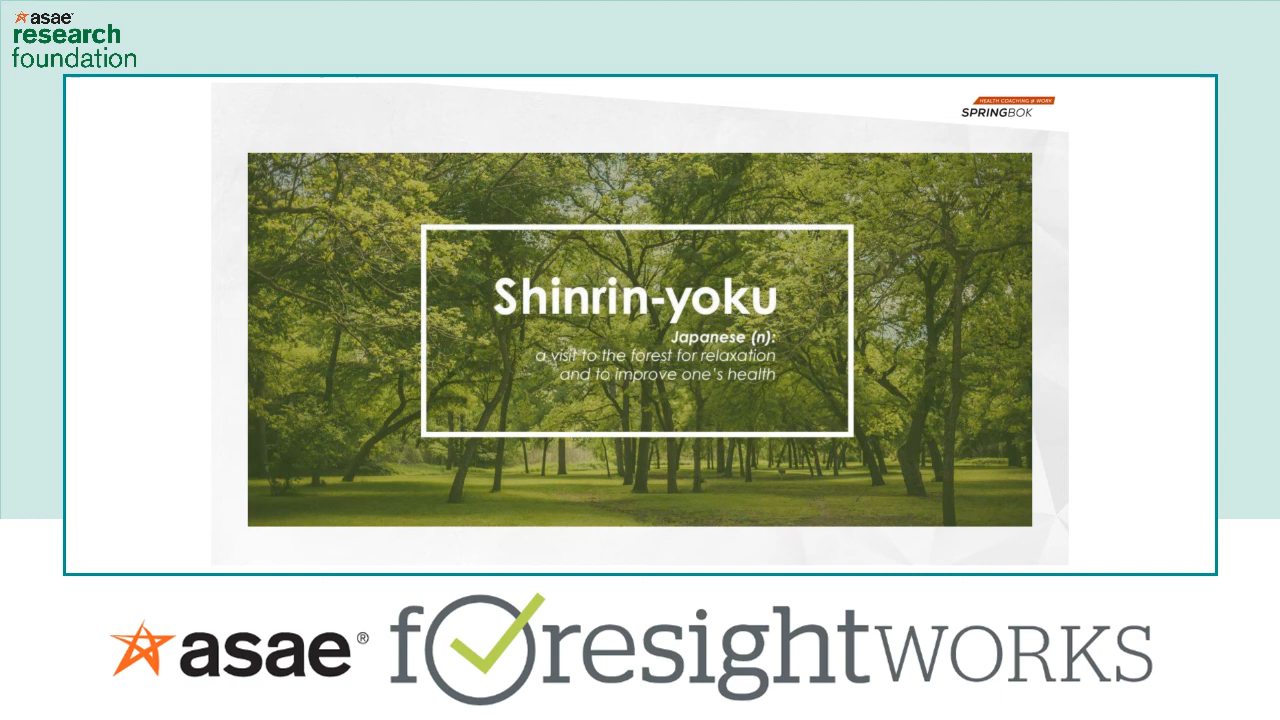 asae
research
foundation
HEALTH COACHING @ WORK
SPRINGBOK
Shinrin-yoku
Japanese (n):
a visit to the forest for relaxation
and to improve one's health
asae® foresightWORKS